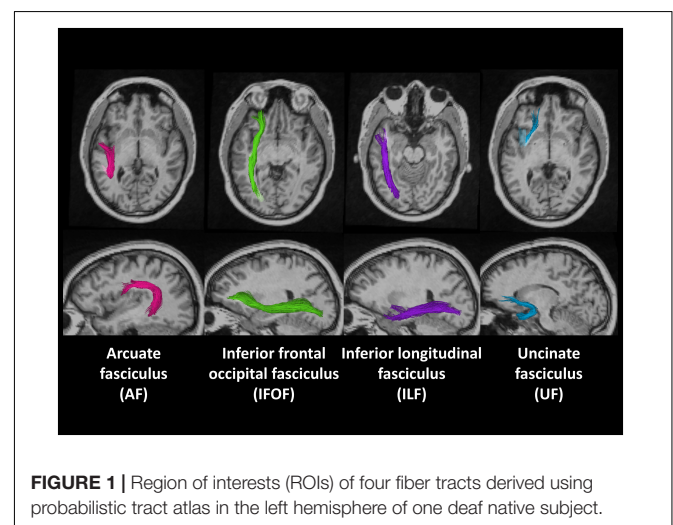 Arcuate fasciculus (AF)
Inferior frontal occipital fasciculus (IFOF)
Inferior longitudinal fasciculus (ILF)
Uncinate fasciculus (UF)
FIGURE 1 | Region of interests (ROIs) of four fiber tracts derived using
probabilistic tract atlas in the left hemisphere of one deaf native subject.